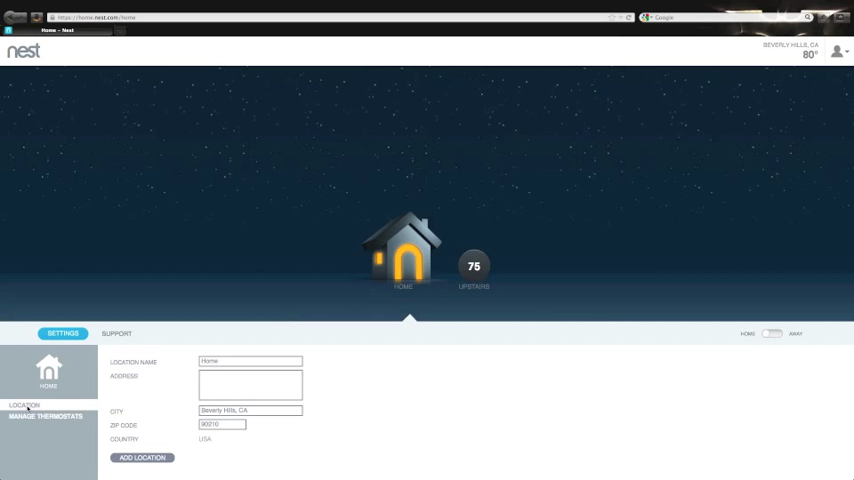 https://home.nest.com/home
Google
Home - Nest
nest
BEVERLY HILLS, CA
80°
75
HOME
UPSTAIRS
SETTINGS
SUPPORT
HOME
AWAY
HOME
LOCATION
MANAGE THERMOSTATS
LOCATION NAME
Home
ADDRESS
CITY
Beverly Hills, CA
ZIP CODE
90210
COUNTRY
USA
ADD LOCATION